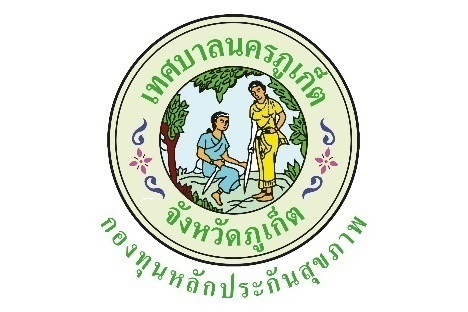 เทศบาลนครภูเก็ต
จังหวัดภูเก็ต
กองทุนหลักประกันสุขภาพ